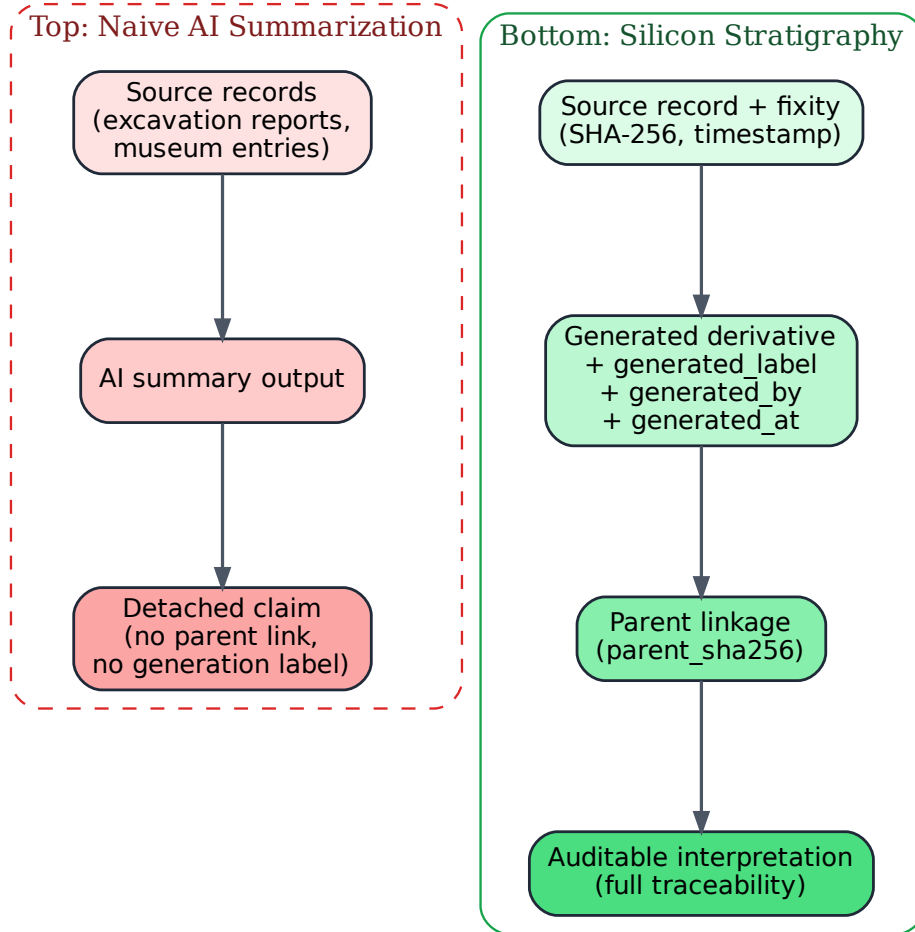 Top: Naive AI Summarization
Source records
(excavation reports,
museum entries)
AI summary output
Detached claim
(no parent link,
no generation label)
Bottom: Silicon Stratigraphy
Source record + fixity
(SHA-256, timestamp)
Generated derivative
+ generated_label
+ generated_by
+ generated_at
Parent linkage
(parent_sha256)
Auditable interpretation
(full traceability)